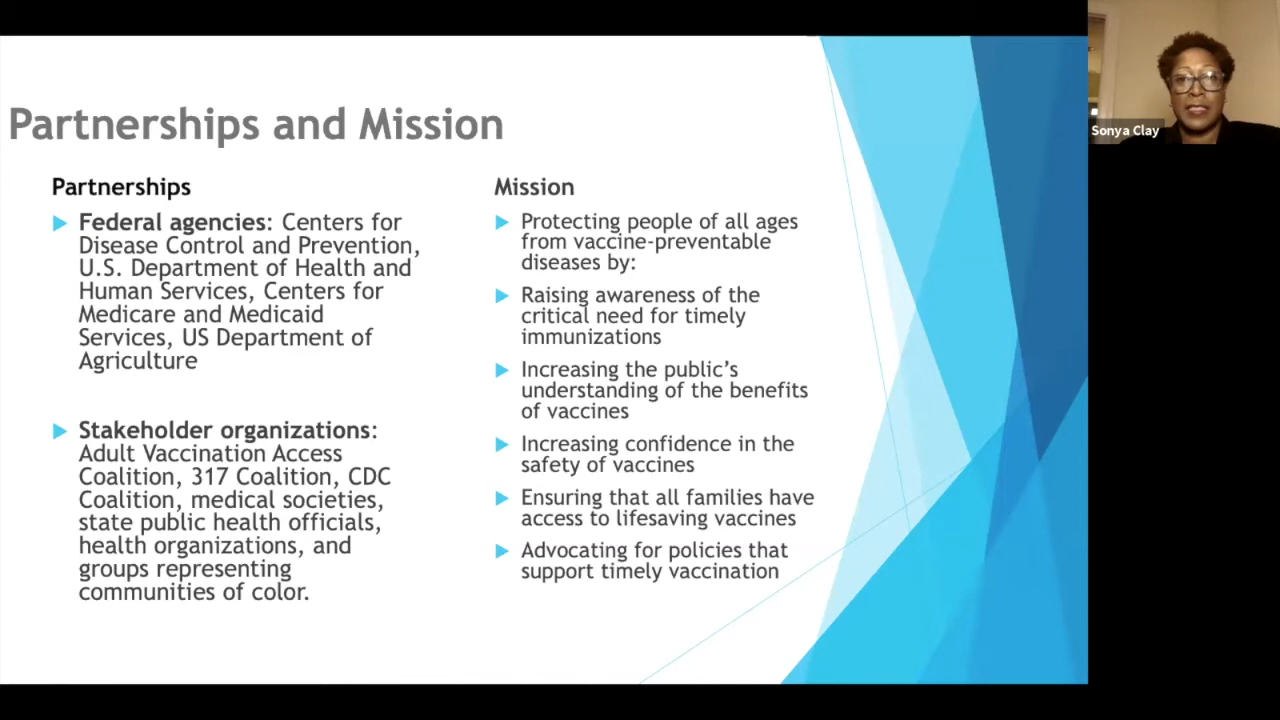 Partnerships and Mission
Partnerships
Federal agencies: Centers for
Disease Control and Prevention,
U.S. Department of Health and
Human Services, Centers for
Medicare and Medicaid
Services, US Department of
Agriculture
Stakeholder organizations:
Adult Vaccination Access
Coalition, 317 Coalition, CDC
Coalition, medical societies,
state public health officials,
health organizations, and
groups representing
communities of color.
Mission
Protecting people of all ages
from vaccine-preventable
diseases by:
Raising awareness of the
critical need for timely
immunizations
Increasing the public’s
understanding of the benefits
of vaccines
Increasing confidence in the
safety of vaccines
Ensuring that all families have
access to lifesaving vaccines
Advocating for policies that
support timely vaccination
Sonya Clay